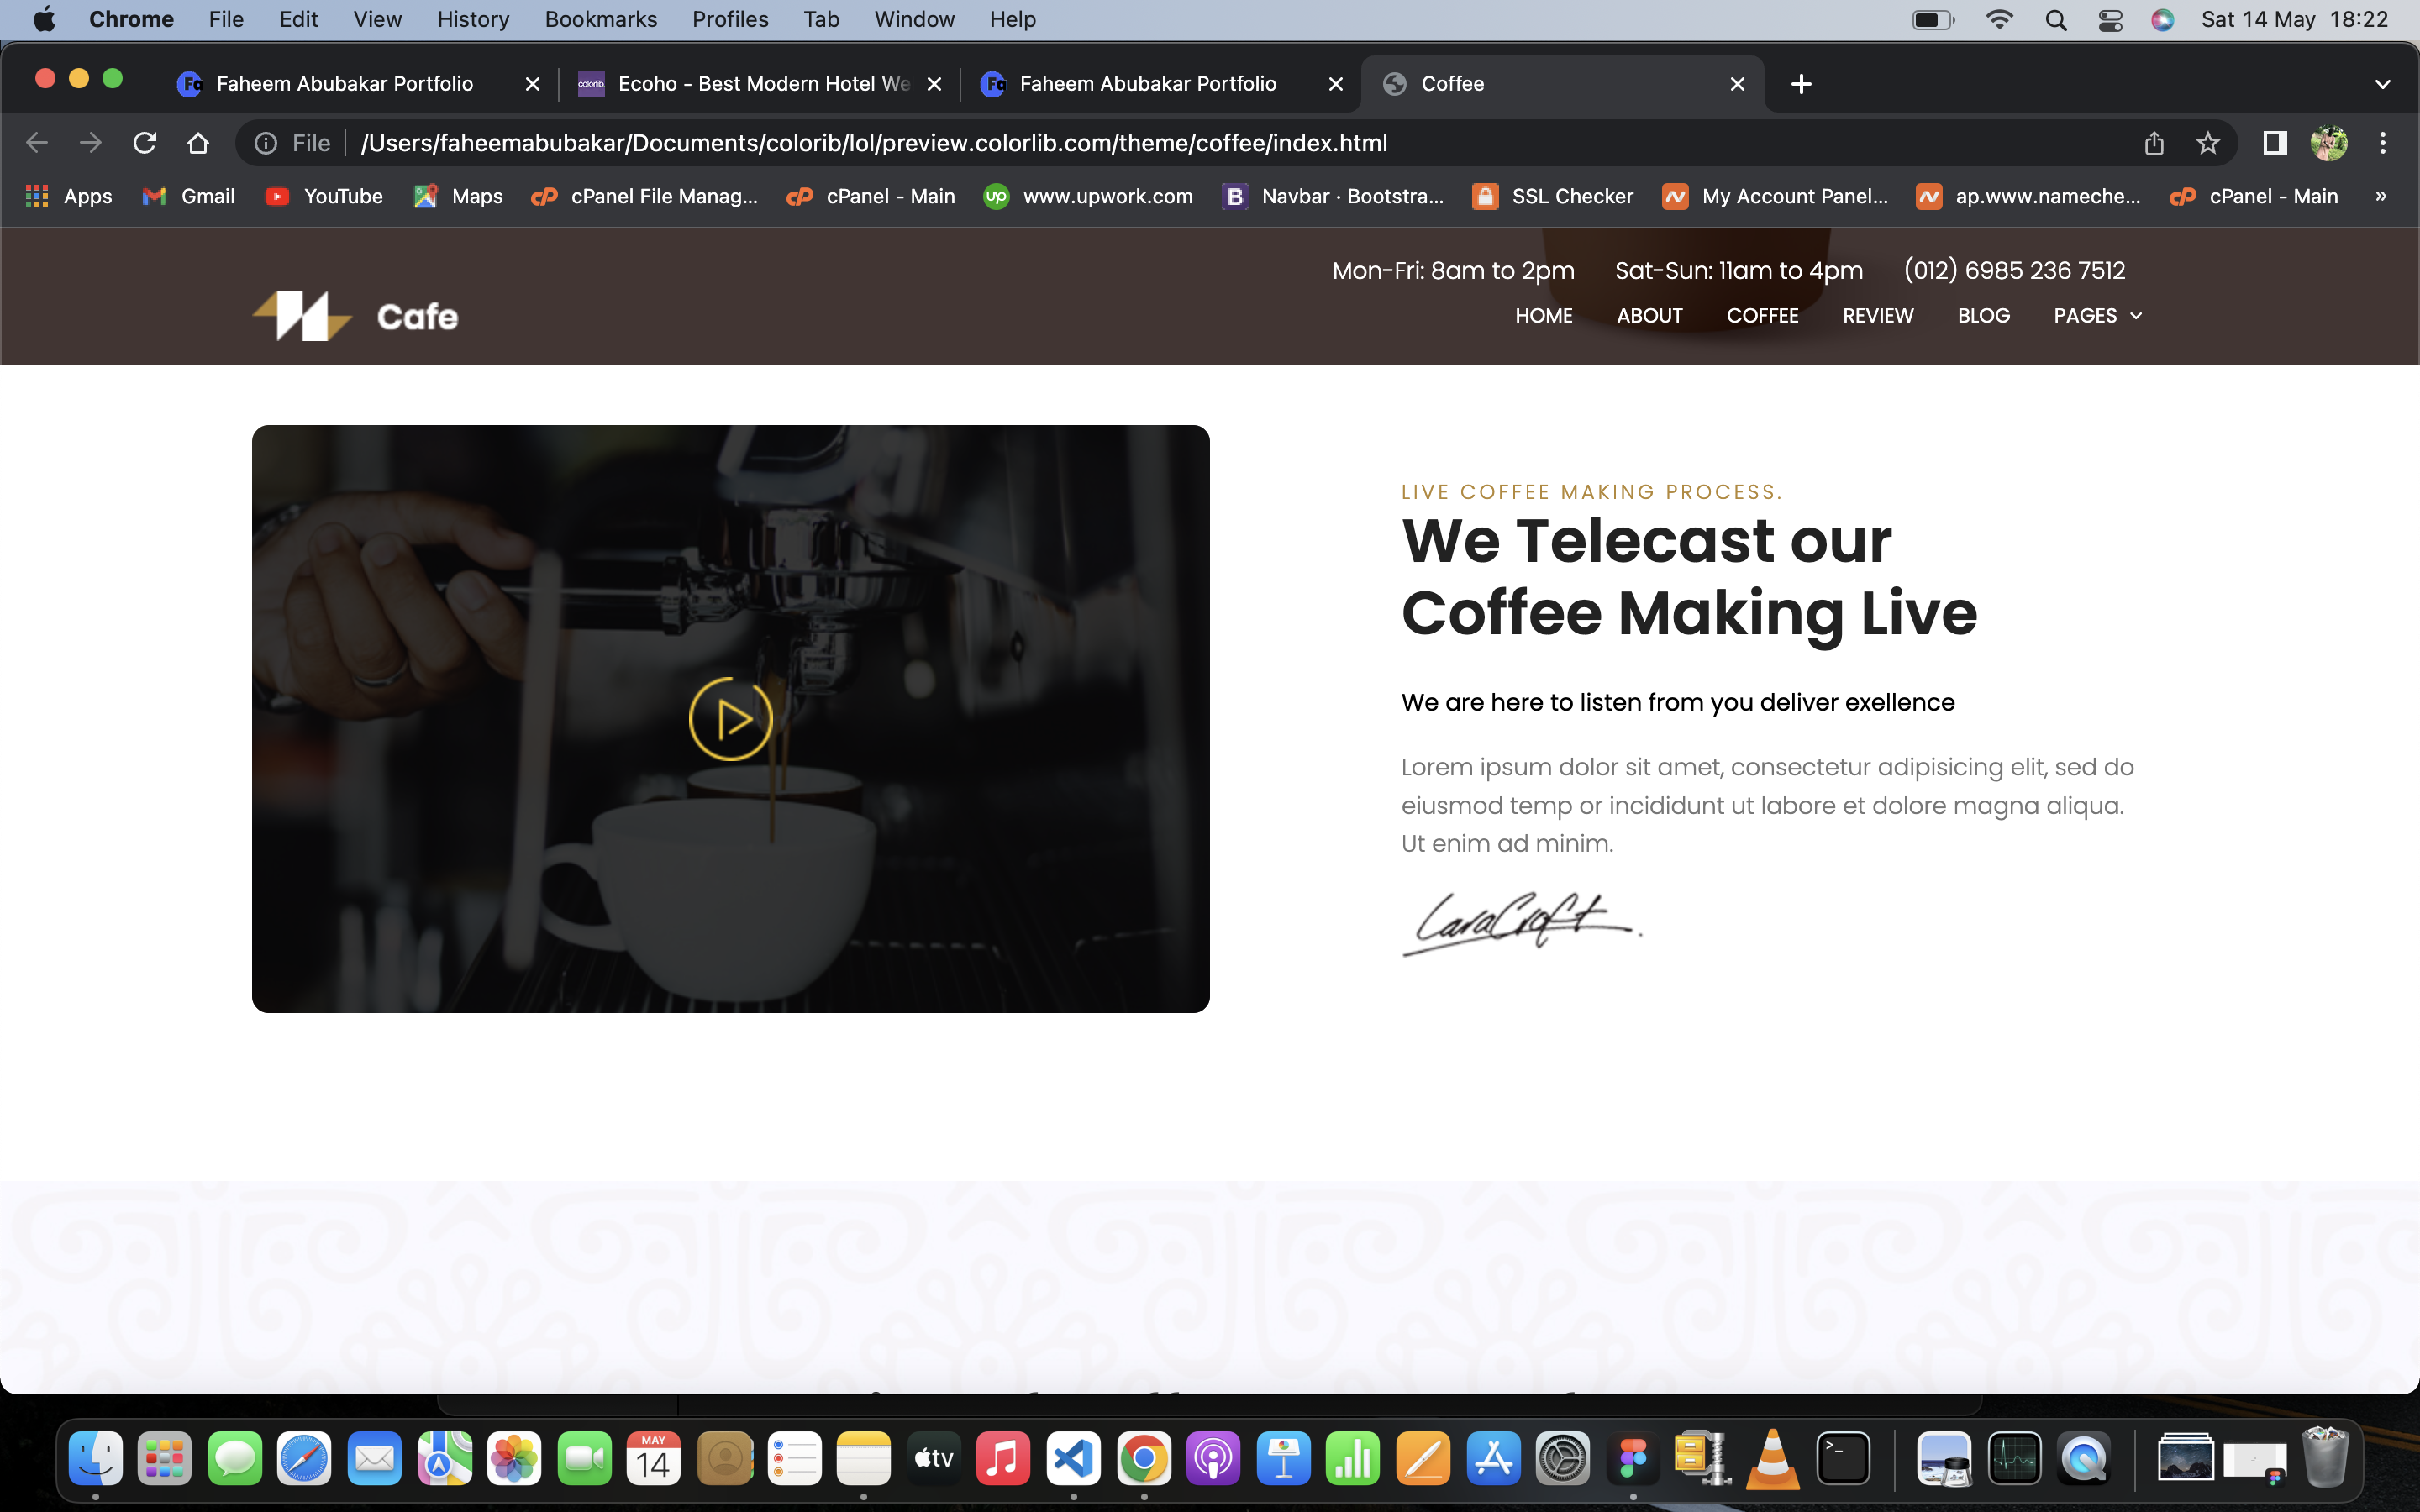 Chrome File Edit View History Bookmarks Profiles Tab Window Help Sat 14 May 18:22
Faheem Abubakar Portfolio colorlib. Ecoho - Best Modern Hotel We Faheem Abubakar Portfolio Coffee
File /Users/faheemabubakar/Documents/colorib/lol/preview.colorlib.com/theme/coffee/index.html
Apps Gmail YouTube Maps cPanel File Manag... cPanel - Main up www.upwork.com B Navbar · Bootstra... SSL Checker My Account Panel... ap.www.nameche... cPanel - Main »
Mon-Fri: 8am to 2pm Sat-Sun: 11am to 4pm (012) 6985 236 7512
Cafe
HOME ABOUT COFFEE REVIEW BLOG PAGES
LIVE COFFEE MAKING PROCESS.
We Telecast our
Coffee Making Live
We are here to listen from you deliver exellence
Lorem ipsum dolor sit amet, consectetur adipisicing elit, sed do
eiusmod temp or incididunt ut labore et dolore magna aliqua.
Ut enim ad minim.
LaraCroft
MAY
14
tv